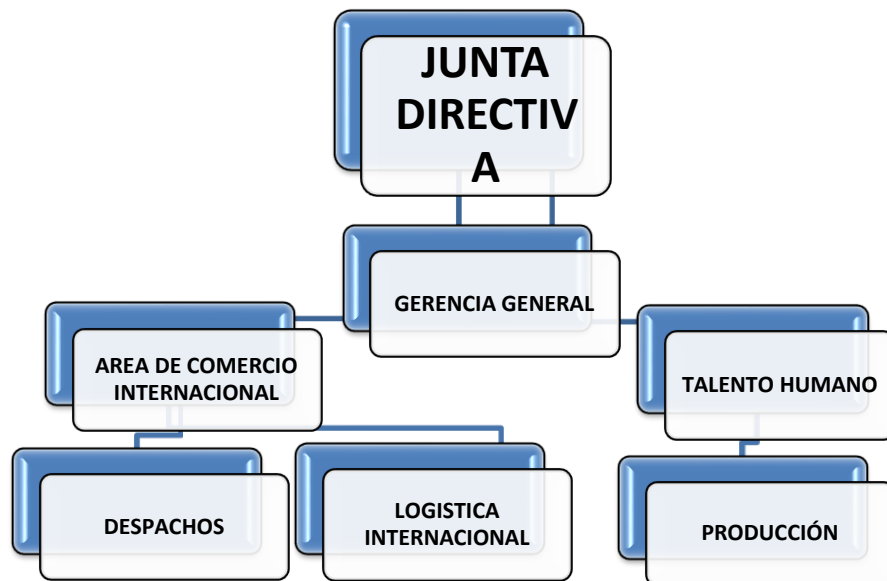 JUNTA
DIRECTIV
A
GERENCIA GENERAL
AREA DE COMERCIO
INTERNACIONAL
TALENTO HUMANO
DESPACHOS
LOGISTICA
INTERNACIONAL
PRODUCCIÓN